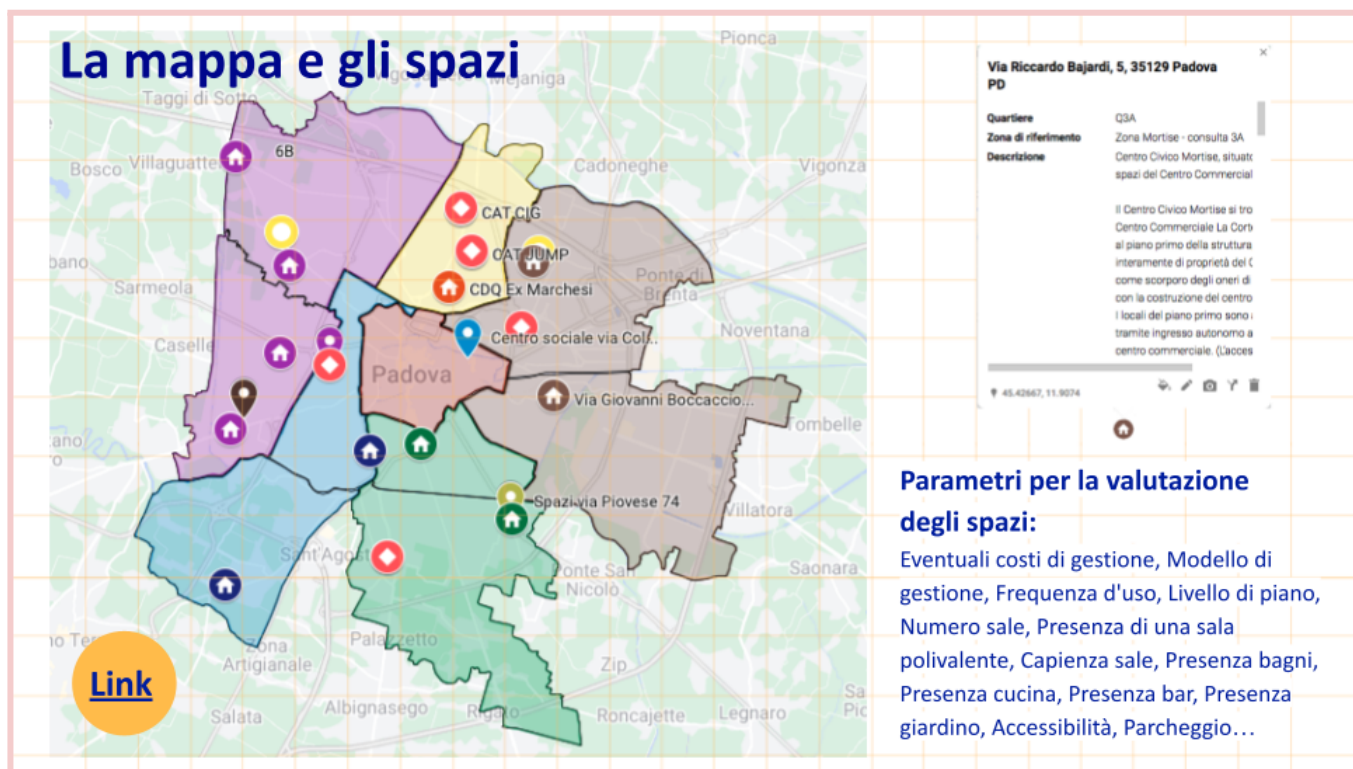 La mappa e gli spazi
Pionca
Mejaniga
Taggi di Sotto
6B
Bosco
Villaguatte
Cadoneghe
Vigonza
CAT CIG
CAT JUMP
CDQ Ex Marchesi
Ponte di
Brenta
Sarmeola
Noventana
Caselle
Centro sociale via Col...
Padova
Via Giovanni Boccaccio...
Tombelle
Spazi via Piovese 74
Villatora
Sant'Agost
Ponte San
Nicolò
Saonara
Zona
Artigianale
Palazzetto
Zip
Link
Salata
Albignasego
Rigato
Roncajette
Legnaro
Via Riccardo Bajardi, 5, 35129 Padova
PD
Quartiere Q3A
Zona di riferimento Zona Mortise - consulta 3A
Descrizione Centro Civico Mortise, situato
spazi del Centro Commercial
Il Centro Civico Mortise si tro
Centro Commerciale La Corte
al piano primo della struttura
interamente di proprietà del C
come scorporo degli oneri di
con la costruzione del centro
I locali del piano primo sono
tramite ingresso autonomo a
centro commerciale. (L'acces
45.42667, 11.9074
Parametri per la valutazione
degli spazi:
Eventuali costi di gestione, Modello di
gestione, Frequenza d'uso, Livello di piano,
Numero sale, Presenza di una sala
polivalente, Capienza sale, Presenza bagni,
Presenza cucina, Presenza bar, Presenza
giardino, Accessibilità, Parcheggio…